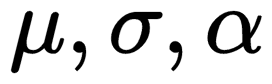 μ, σ, α